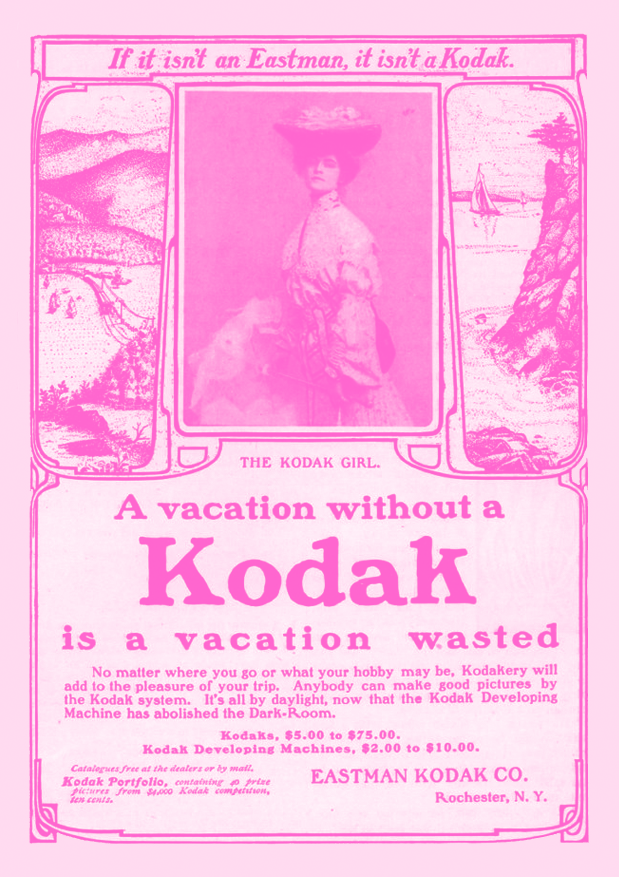 If it isn't an Eastman, it isn't a Kodak.
THE KODAK GIRL.
A vacation without a
Kodak
is a vacation wasted
No matter where you go or what your hobby may be, Kodakery will
add to the pleasure of your trip. Anybody can make good pictures by
the Kodak system. It's all by daylight, now that the Kodak Developing
Machine has abolished the Dark-Room.
Kodaks, $5.00 to $75.00.
Kodak Developing Machines, $2.00 to $10.00.
Catalogues free at the dealers or by mail.
Kodak Portfolio, containing 40 prize
pictures from $4,000 Kodak competition,
ten cents.
EASTMAN KODAK CO.
Rochester, N. Y.